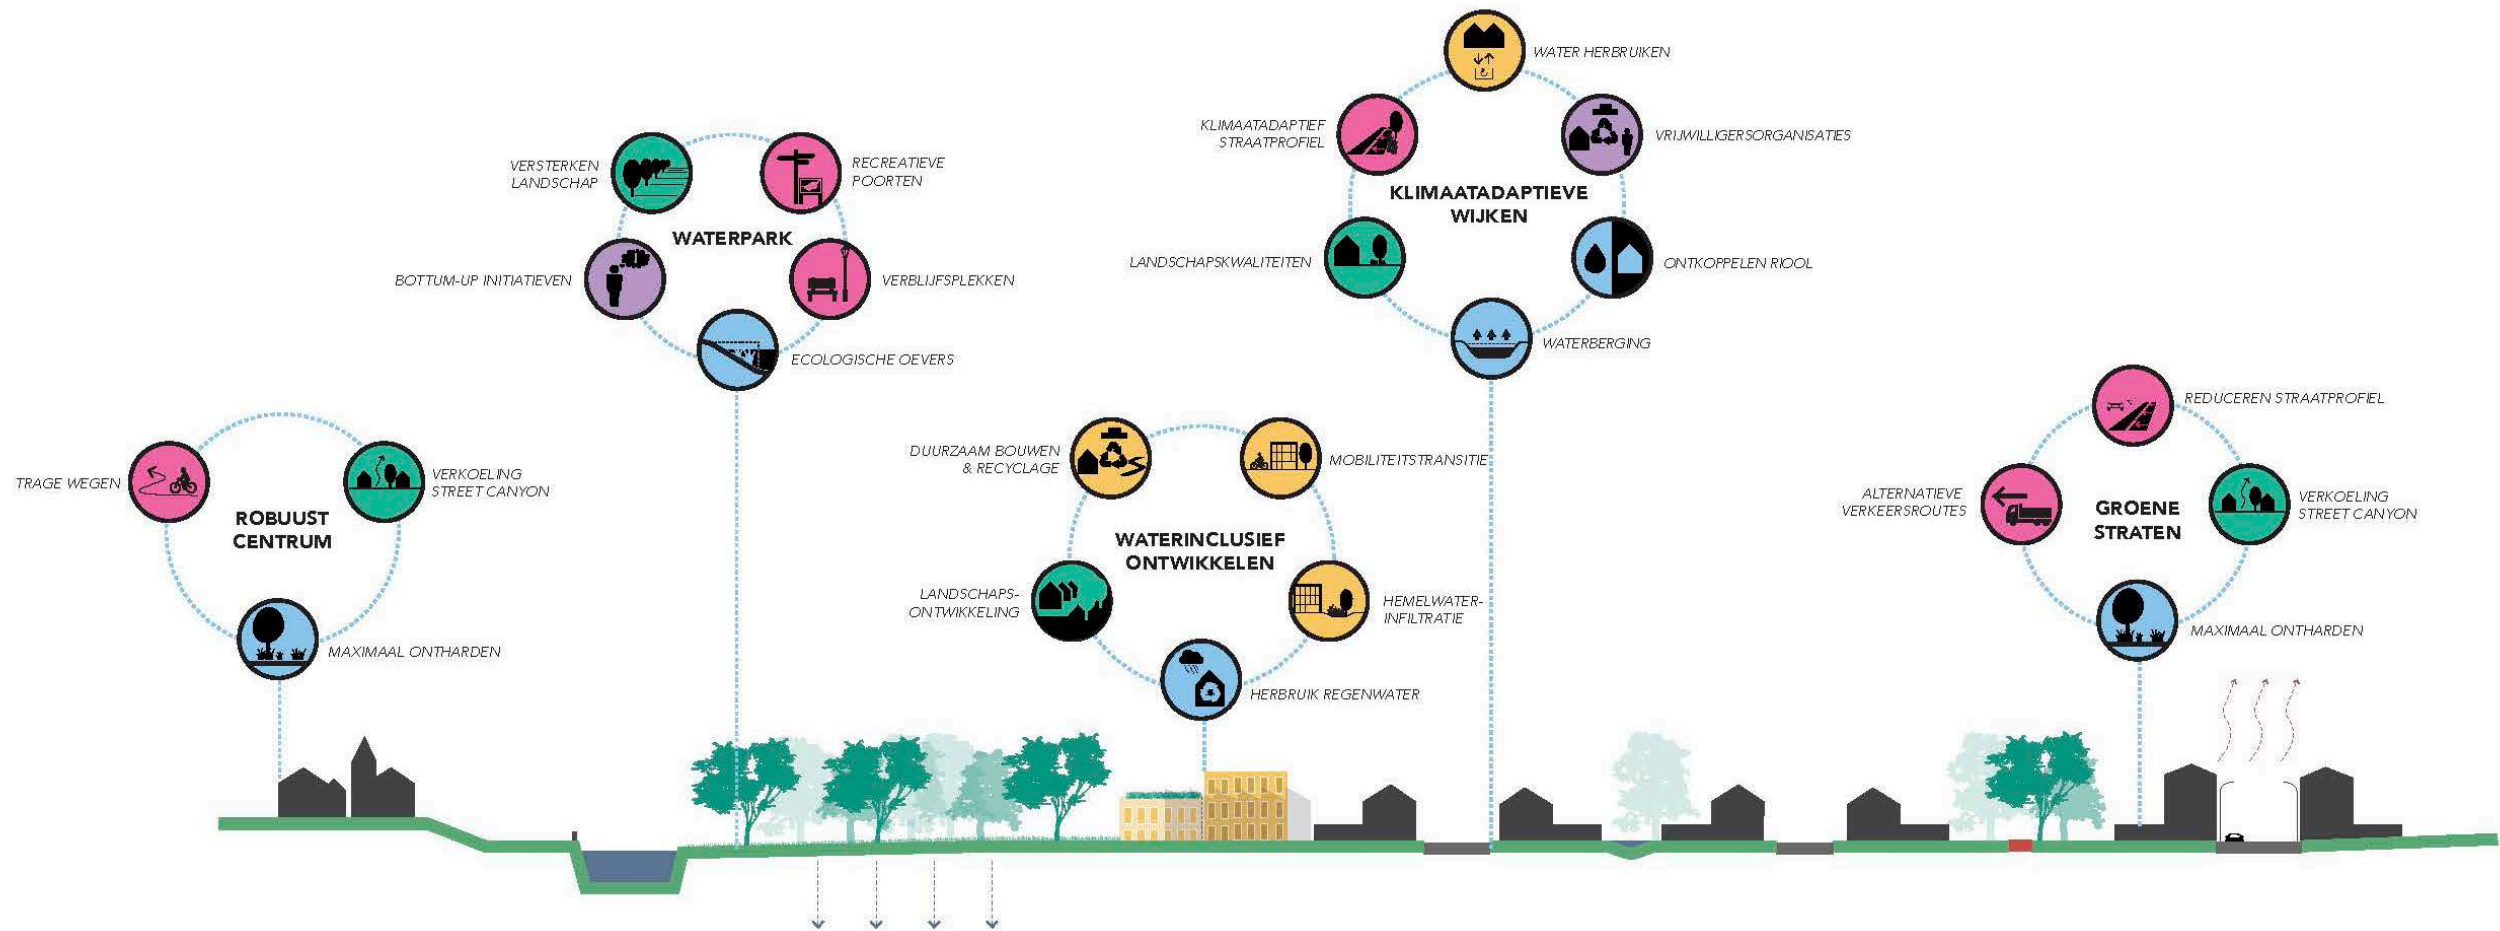 TRAGE WEGEN
VERKOELING
STREET CANYON
ROBUUST
CENTRUM
MAXIMAAL ONTHARDEN
VERSTERKEN
LANDSCHAP
RECREATIEVE
POORTEN
WATERPARK
BOTTUM-UP INITIATIEVEN
VERBLIJFSPLEKKEN
ECOLOGISCHE OEVERS
DUURZAAM BOUWEN
& RECYCLAGE
MOBILITEITSTRANSITIE
WATERINCLUSIEF
ONTWIKKELEN
LANDSCHAPS-
ONTWIKKELING
HEMELWATER-
INFILTRATIE
HERBRUIK REGENWATER
WATER HERBRUIKEN
KLIMAATADAPTIEF
STRAATPROFIEL
VRIJWILLIGERSORGANISATIES
KLIMAATADAPTIEVE
WIJKEN
LANDSCHAPSKWALITEITEN
ONTKOPPELEN RIOOL
WATERBERGING
REDUCEREN STRAATPROFIEL
ALTERNATIEVE
VERKEERSROUTES
GROENE
STRATEN
VERKOELING
STREET CANYON
MAXIMAAL ONTHARDEN